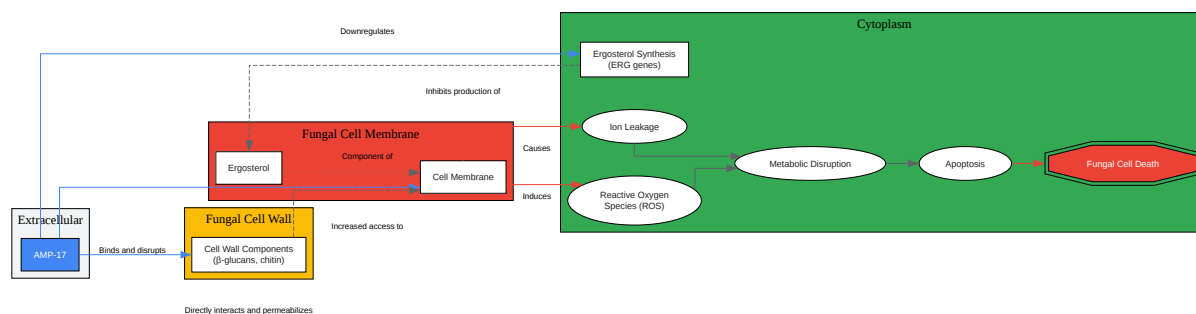 Cytoplasm
Downregulates
Ergosterol Synthesis
(ERG genes)
Inhibits production of
Fungal Cell Membrane
Ion Leakage
Causes
Ergosterol
Component of
Cell Membrane
Metabolic Disruption
Apoptosis
Fungal Cell Death
Induces
Reactive Oxygen
Species (ROS)
Extracellular
Fungal Cell Wall
Increased access to
AMP-17
Binds and disrupts
Cell Wall Components
(β-glucans, chitin)
Directly interacts and permeabilizes